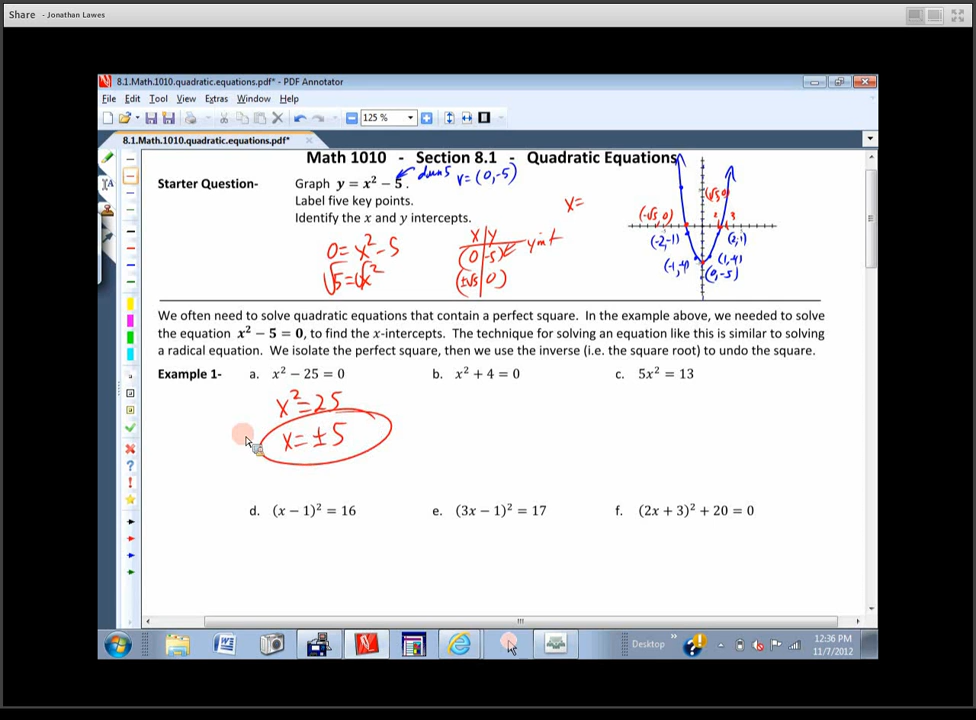 Share - Jonathan Lawes
8.1.Math.1010.quadratic.equations.pdf* - PDF Annotator
File Edit Tool View Extras Window Help
125 %
8.1.Math.1010.quadratic.equations.pdf*
Math 1010 - Section 8.1 - Quadratic Equations
Starter Question- Graph y = x² − 5 . down 5 V = (0,-5)
Label five key points.
Identify the x and y intercepts.
x=
(-√5, 0) (√5, 0) 2 3
(-2,-1) (2,-1)
(-1,-4) (1,-4)
(0,-5)
0 = x² - 5
√5 = √x²
x | y
(0 | -5) y int
(±√5 | 0)
We often need to solve quadratic equations that contain a perfect square. In the example above, we needed to solve
the equation x² − 5 = 0, to find the x-intercepts. The technique for solving an equation like this is similar to solving
a radical equation. We isolate the perfect square, then we use the inverse (i.e. the square root) to undo the square.
Example 1- a. x² − 25 = 0 b. x² + 4 = 0 c. 5x² = 13
x² = 25
x = ± 5
d. (x − 1)² = 16 e. (3x − 1)² = 17 f. (2x + 3)² + 20 = 0
Desktop
12:36 PM
11/7/2012